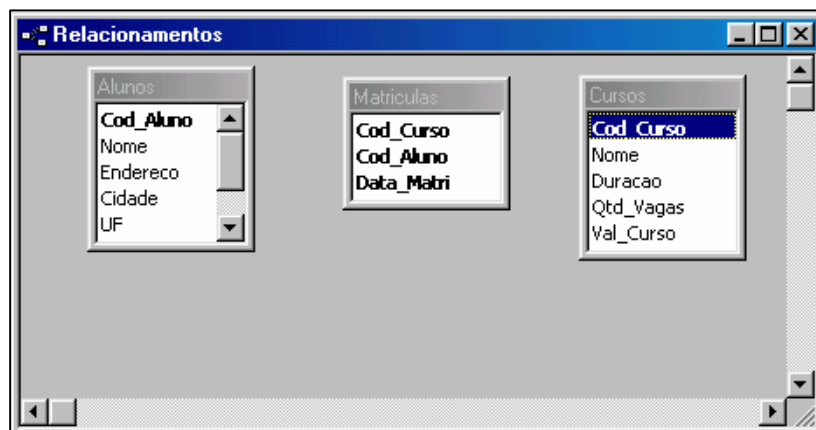 Relacionamentos
Alunos
Cod_Aluno
Nome
Endereco
Cidade
UF
Matriculas
Cod_Curso
Cod_Aluno
Data_Matri
Cursos
Cod_Curso
Nome
Duracao
Qtd_Vagas
Val_Curso